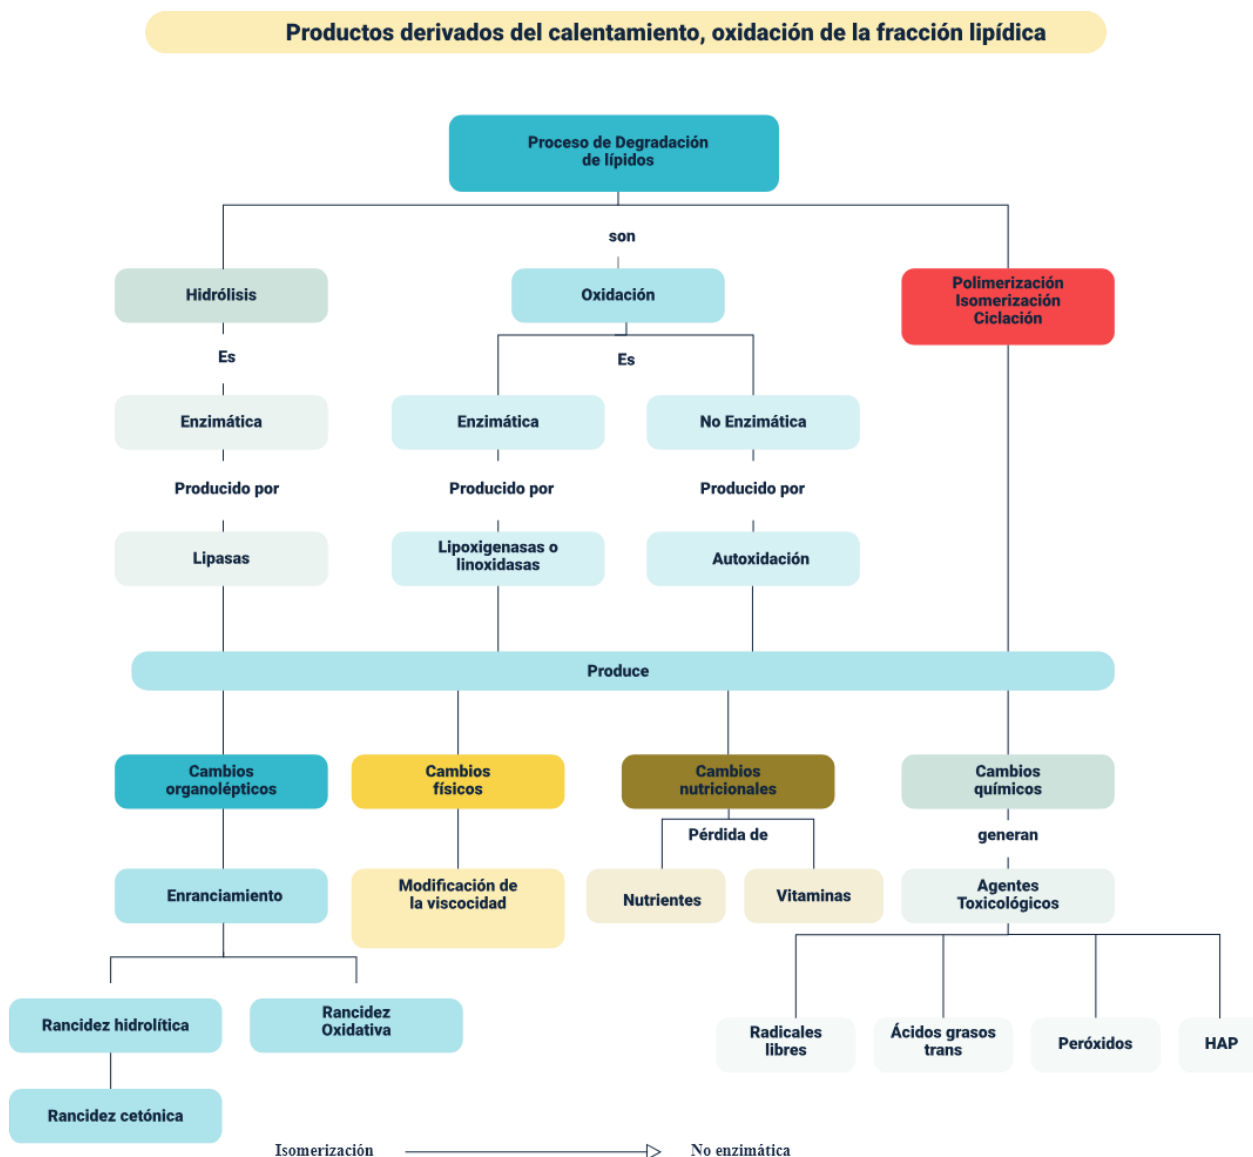 Productos derivados del calentamiento, oxidación de la fracción lipídica
Proceso de Degradación
de lípidos
son
Hidrólisis
Oxidación
Polimerización
Isomerización
Ciclación
Es
Es
Enzimática
Enzimática
No Enzimática
Producido por
Producido por
Producido por
Lipasas
Lipoxigenasas o
linoxidasas
Autoxidación
Produce
Cambios
organolépticos
Cambios
físicos
Cambios
nutricionales
Cambios
químicos
Pérdida de
generan
Enranciamiento
Modificación de
la viscocidad
Nutrientes
Vitaminas
Agentes
Toxicológicos
Rancidez hidrolítica
Rancidez
Oxidativa
Radicales
libres
Ácidos grasos
trans
Peróxidos
HAP
Rancidez cetónica
Isomerización
No enzimática